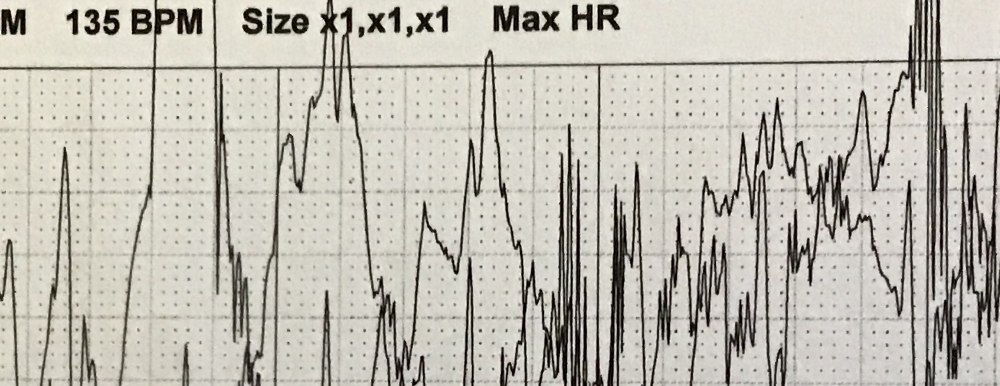 M 135 BPM Size x1,x1,x1 Max HR